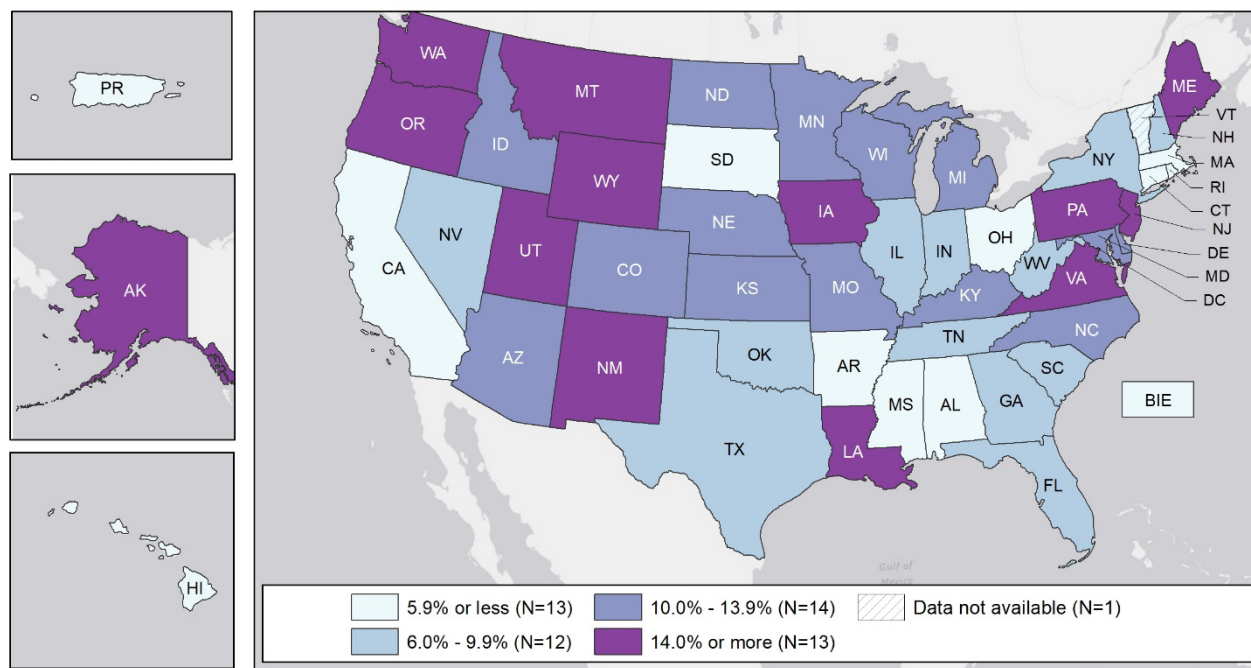 PR
AK
HI
WA
MT
ND
MN
ME
VT
NH
MA
RI
CT
NJ
DE
MD
DC
OR
ID
WY
SD
WI
MI
NY
PA
CA
NV
UT
CO
NE
IA
IL
IN
OH
WV
VA
KS
MO
KY
NC
TN
AZ
NM
OK
AR
SC
MS
AL
GA
BIE
TX
LA
FL
Gulf of
Mexico
5.9% or less (N=13)
10.0% - 13.9% (N=14)
Data not available (N=1)
6.0% - 9.9% (N=12)
14.0% or more (N=13)